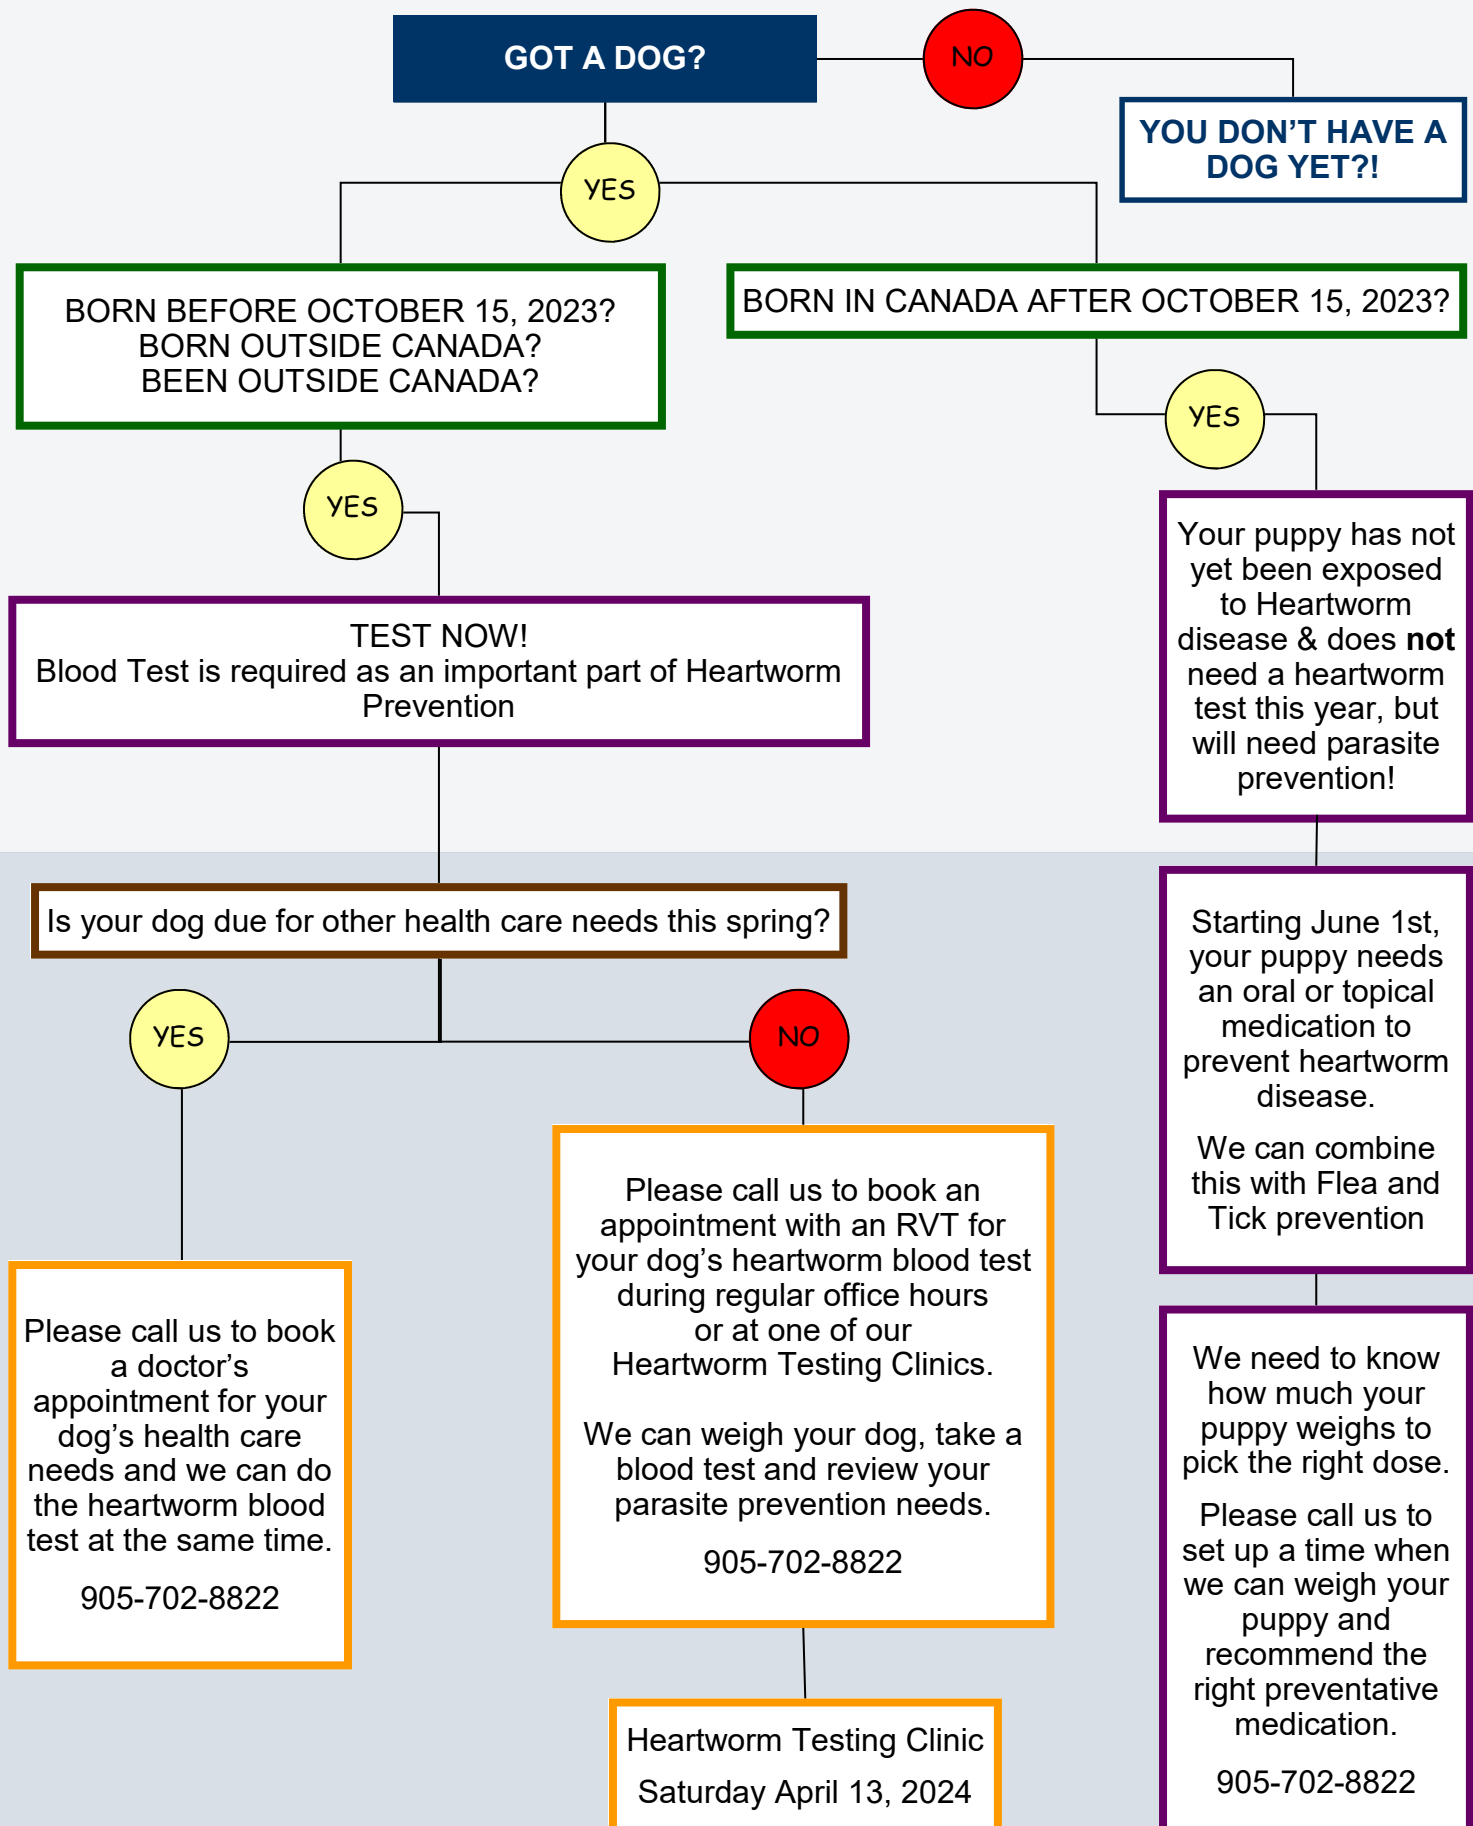 GOT A DOG?
NO
YOU DON’T HAVE A
DOG YET?!
YES
BORN BEFORE OCTOBER 15, 2023?
BORN OUTSIDE CANADA?
BEEN OUTSIDE CANADA?
BORN IN CANADA AFTER OCTOBER 15, 2023?
YES
YES
TEST NOW!
Blood Test is required as an important part of Heartworm
Prevention
Your puppy has not
yet been exposed
to Heartworm
disease & does not
need a heartworm
test this year, but
will need parasite
prevention!
Is your dog due for other health care needs this spring?
YES
NO
Starting June 1st,
your puppy needs
an oral or topical
medication to
prevent heartworm
disease.
We can combine
this with Flea and
Tick prevention
Please call us to book
a doctor’s
appointment for your
dog’s health care
needs and we can do
the heartworm blood
test at the same time.
905-702-8822
Please call us to book an
appointment with an RVT for
your dog’s heartworm blood test
during regular office hours
or at one of our
Heartworm Testing Clinics.
We can weigh your dog, take a
blood test and review your
parasite prevention needs.
905-702-8822
We need to know
how much your
puppy weighs to
pick the right dose.
Please call us to
set up a time when
we can weigh your
puppy and
recommend the
right preventative
medication.
905-702-8822
Heartworm Testing Clinic
Saturday April 13, 2024